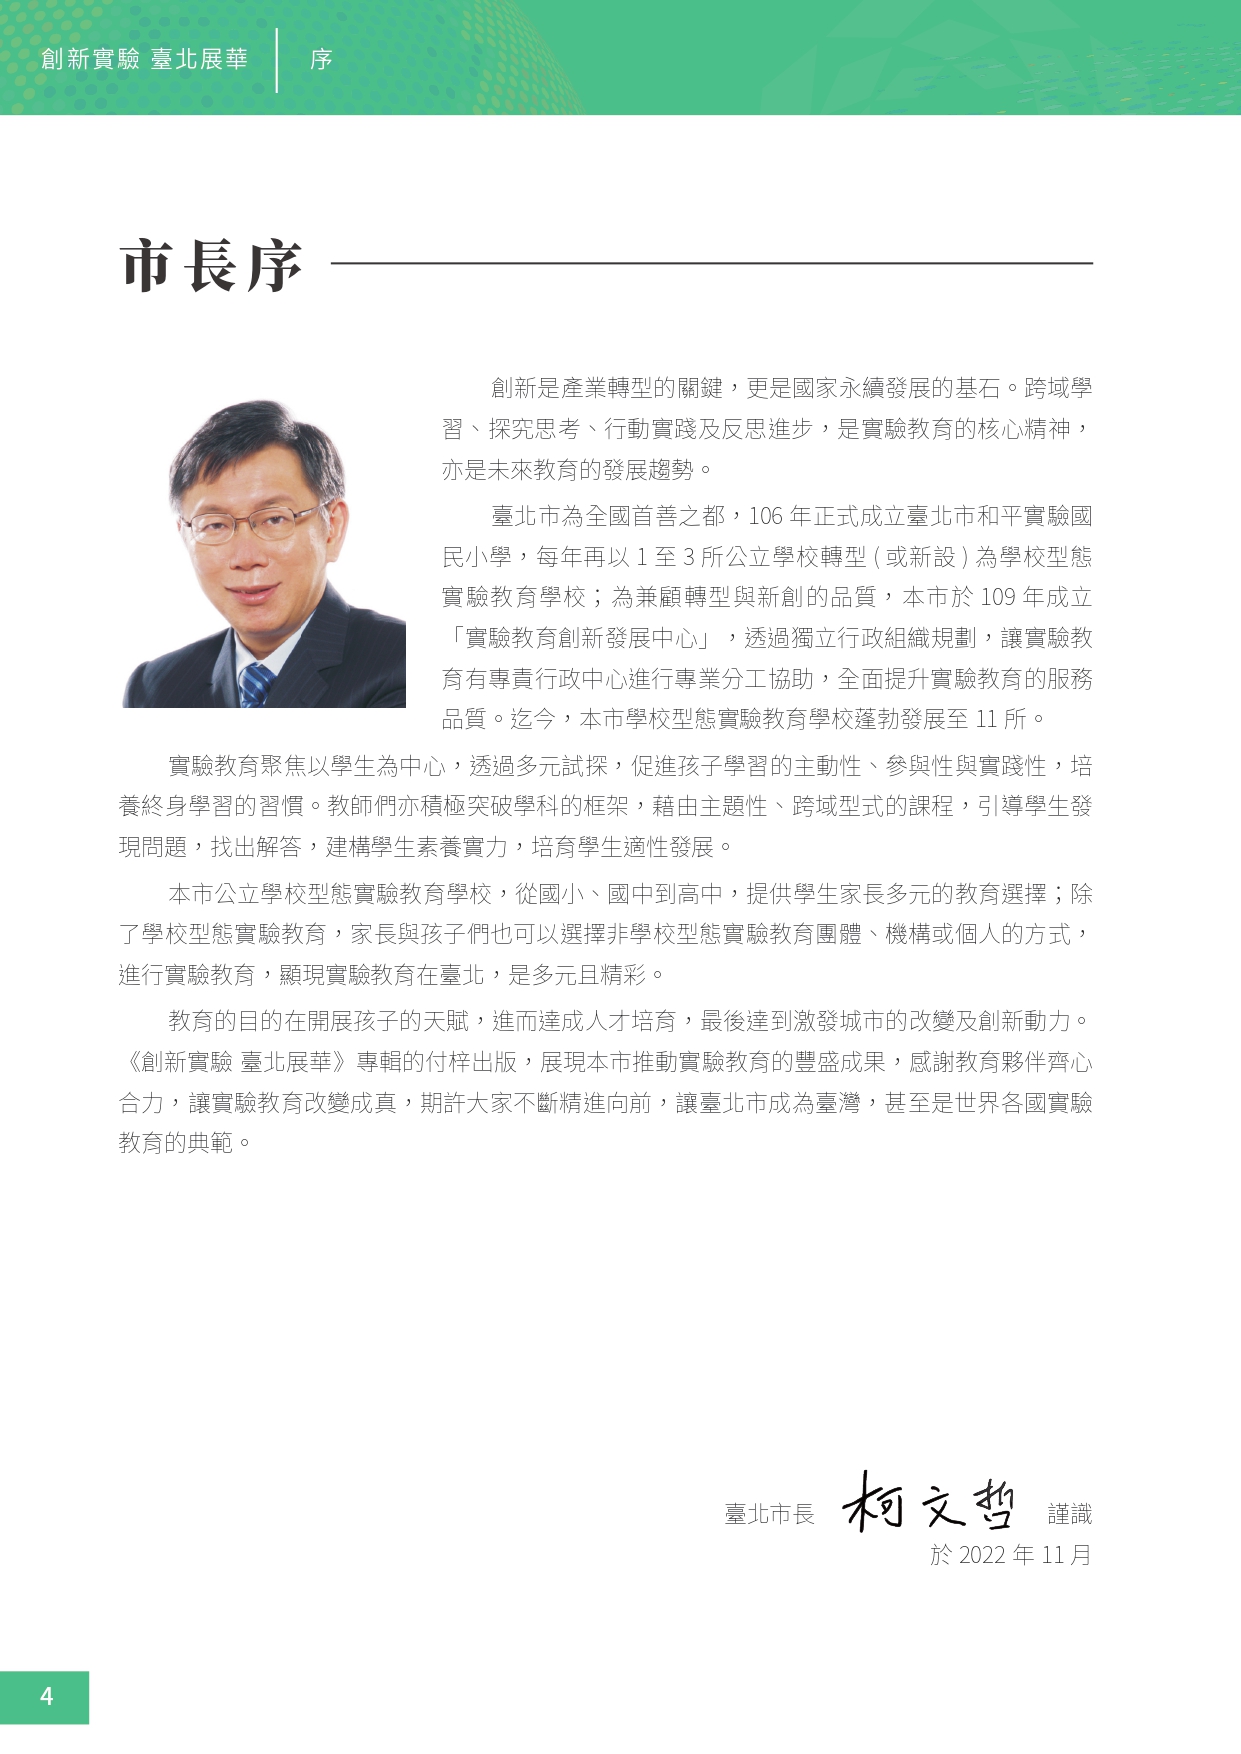 創新實驗 臺北展華
序
市長序
創新是產業轉型的關鍵，更是國家永續發展的基石。跨域學
習、探究思考、行動實踐及反思進步，是實驗教育的核心精神，
亦是未來教育的發展趨勢。
臺北市為全國首善之都，106 年正式成立臺北市和平實驗國
民小學，每年再以 1 至 3 所公立學校轉型 ( 或新設 ) 為學校型態
實驗教育學校；為兼顧轉型與新創的品質，本市於 109 年成立
「實驗教育創新發展中心」，透過獨立行政組織規劃，讓實驗教
育有專責行政中心進行專業分工協助，全面提升實驗教育的服務
品質。迄今，本市學校型態實驗教育學校蓬勃發展至 11 所。
實驗教育聚焦以學生為中心，透過多元試探，促進孩子學習的主動性、參與性與實踐性，培
養終身學習的習慣。教師們亦積極突破學科的框架，藉由主題性、跨域型式的課程，引導學生發
現問題，找出解答，建構學生素養實力，培育學生適性發展。
本市公立學校型態實驗教育學校，從國小、國中到高中，提供學生家長多元的教育選擇；除
了學校型態實驗教育，家長與孩子們也可以選擇非學校型態實驗教育團體、機構或個人的方式，
進行實驗教育，顯現實驗教育在臺北，是多元且精彩。
教育的目的在開展孩子的天賦，進而達成人才培育，最後達到激發城市的改變及創新動力。
《創新實驗 臺北展華》專輯的付梓出版，展現本市推動實驗教育的豐盛成果，感謝教育夥伴齊心
合力，讓實驗教育改變成真，期許大家不斷精進向前，讓臺北市成為臺灣，甚至是世界各國實驗
教育的典範。
臺北市長 柯文哲 謹識
於 2022 年 11 月
4